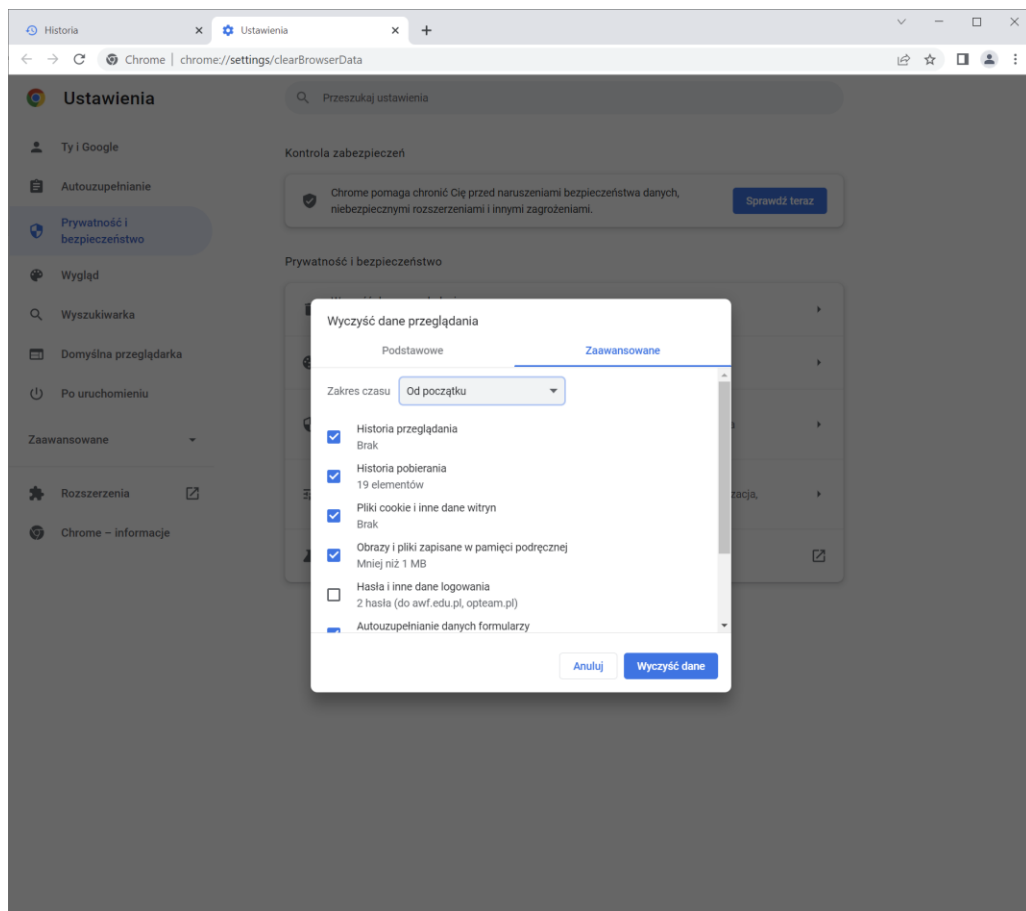 Historia
Ustawienia
Chrome | chrome://settings/clearBrowserData
Ustawienia
Przeszukaj ustawienia
Ty i Google
Autouzupełnianie
Prywatność i
bezpieczeństwo
Wygląd
Wyszukiwarka
Domyślna przeglądarka
Po uruchomieniu
Zaawansowane
Rozszerzenia
Chrome – informacje
Kontrola zabezpieczeń
Chrome pomaga chronić Cię przed naruszeniami bezpieczeństwa danych,
niebezpiecznymi rozszerzeniami i innymi zagrożeniami.
Sprawdź teraz
Prywatność i bezpieczeństwo
Wyczyść dane przeglądania
Podstawowe
Zaawansowane
Zakres czasu
Od początku
Historia przeglądania
Brak
Historia pobierania
19 elementów
Pliki cookie i inne dane witryn
Brak
Obrazy i pliki zapisane w pamięci podręcznej
Mniej niż 1 MB
Hasła i inne dane logowania
2 hasła (do awf.edu.pl, opteam.pl)
Autouzupełnianie danych formularzy
zacja,
Anuluj
Wyczyść dane